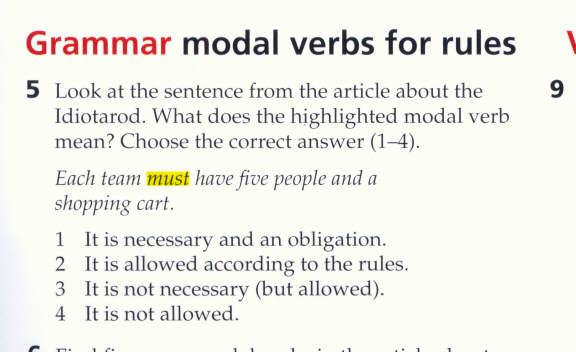 Grammar modal verbs for rules
5 Look at the sentence from the article about the
Idiotarod. What does the highlighted modal verb
mean? Choose the correct answer (1–4).
Each team must have five people and a
shopping cart.
1 It is necessary and an obligation.
2 It is allowed according to the rules.
3 It is not necessary (but allowed).
4 It is not allowed.
9